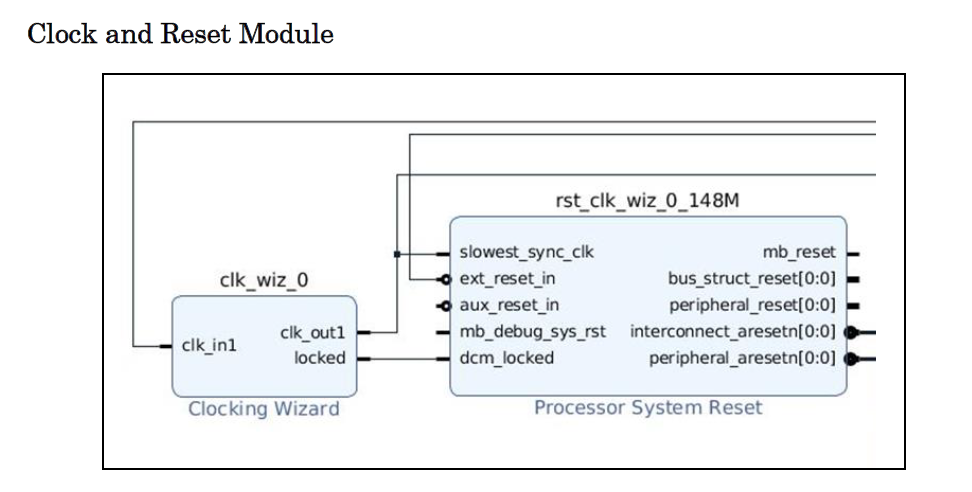 Clock and Reset Module
rst_clk_wiz_0_148M
slowest_sync_clk
ext_reset_in
aux_reset_in
mb_debug_sys_rst
dcm_locked
mb_reset
bus_struct_reset[0:0]
peripheral_reset[0:0]
interconnect_aresetn[0:0]
peripheral_aresetn[0:0]
Processor System Reset
clk_wiz_0
clk_in1
clk_out1
locked
Clocking Wizard